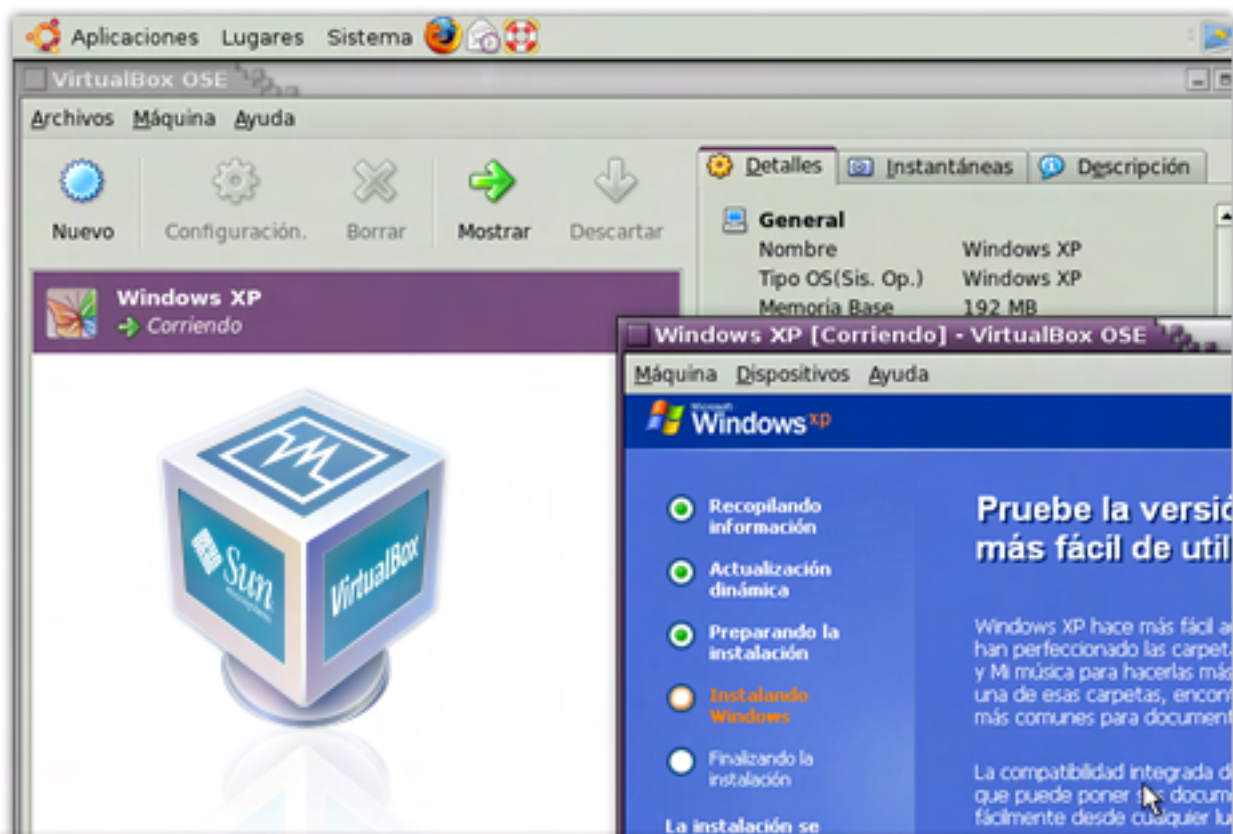 Aplicaciones Lugares Sistema
VirtualBox OSE
Archivos Máquina Ayuda
Nuevo Configuración. Borrar Mostrar Descartar
Detalles Instantáneas Descripción
General
Nombre Windows XP
Tipo OS(Sis. Op.) Windows XP
Memoria Base 192 MB
Windows XP
Corriendo
Sun
microsystems
VirtualBox
Windows XP [Corriendo] - VirtualBox OSE
Máquina Dispositivos Ayuda
Microsoft
Windows xp
Recopilando
información
Actualización
dinámica
Preparando la
instalación
Instalando
Windows
Finalizando la
instalación
La instalación se
Pruebe la versió
más fácil de util
Windows XP hace más fácil a
han perfeccionado las carpet
y Mi música para hacerlas más
una de esas carpetas, encont
más comunes para document
La compatibilidad integrada d
que puede poner sus docum
fácilmente desde cualquier lu